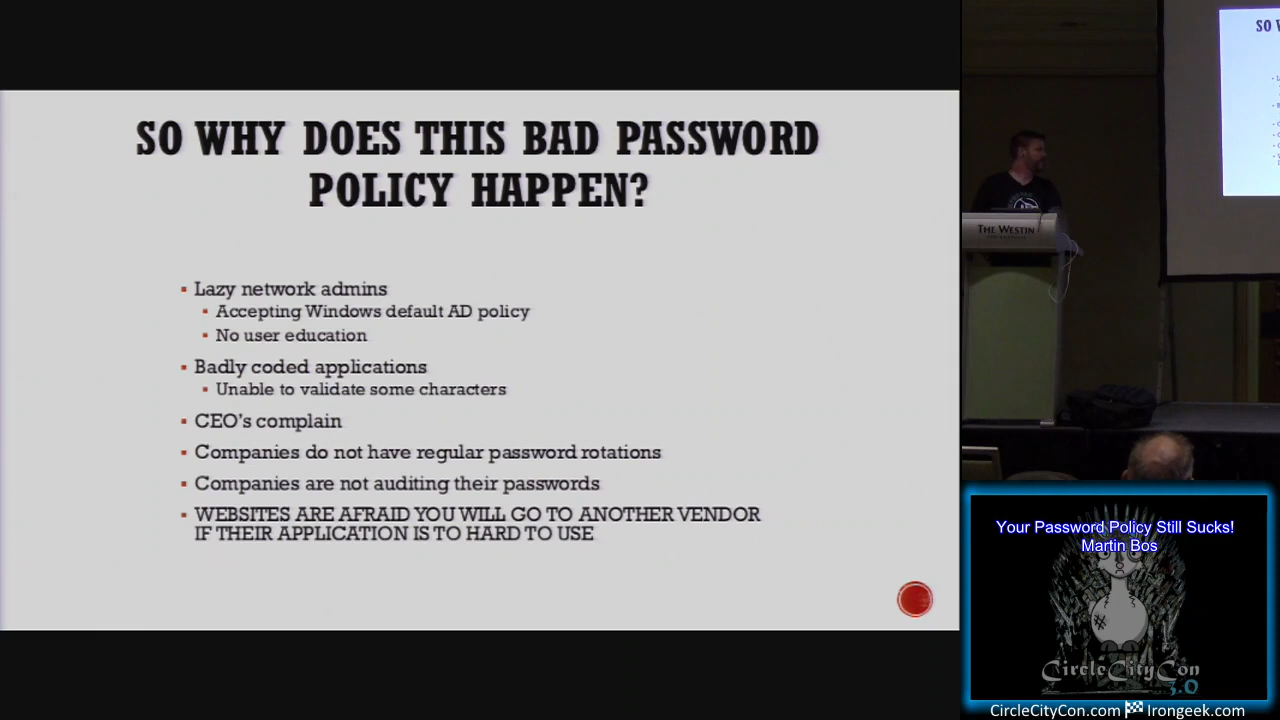 SO WHY DOES THIS BAD PASSWORD
POLICY HAPPEN?
Lazy network admins
Accepting Windows default AD policy
No user education
Badly coded applications
Unable to validate some characters
CEO's complain
Companies do not have regular password rotations
Companies are not auditing their passwords
WEBSITES ARE AFRAID YOU WILL GO TO ANOTHER VENDOR
IF THEIR APPLICATION IS TO HARD TO USE
SO
THE WESTIN
Your Password Policy Still Sucks!
Martin Bos
CircleCityCon
3.0
CircleCityCon.com Irongeek.com